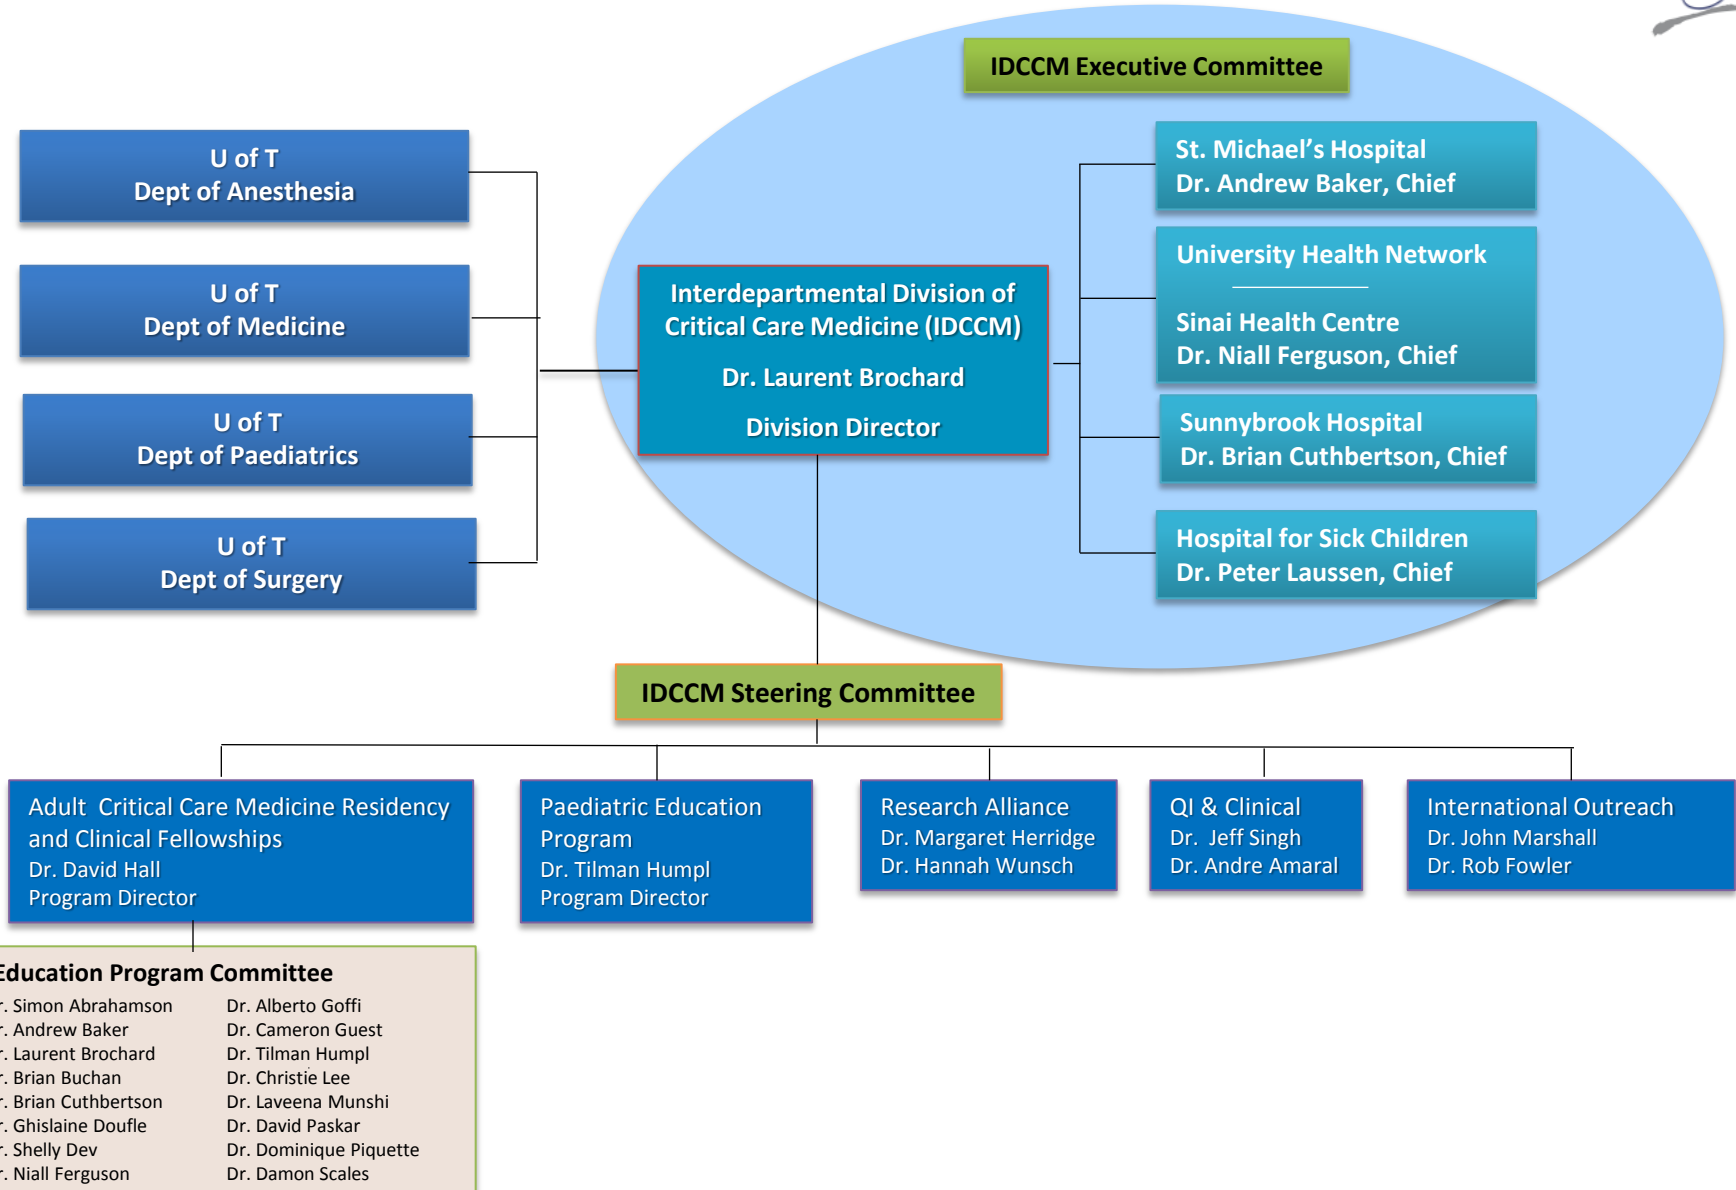 IDCCM Executive Committee
U of T
Dept of Anesthesia
U of T
Dept of Medicine
U of T
Dept of Paediatrics
U of T
Dept of Surgery
Interdepartmental Division of
Critical Care Medicine (IDCCM)
Dr. Laurent Brochard
Division Director
St. Michael’s Hospital
Dr. Andrew Baker, Chief
University Health Network
Sinai Health Centre
Dr. Niall Ferguson, Chief
Sunnybrook Hospital
Dr. Brian Cuthbertson, Chief
Hospital for Sick Children
Dr. Peter Laussen, Chief
IDCCM Steering Committee
Adult Critical Care Medicine Residency
and Clinical Fellowships
Dr. David Hall
Program Director
Paediatric Education
Program
Dr. Tilman Humpl
Program Director
Research Alliance
Dr. Margaret Herridge
Dr. Hannah Wunsch
QI & Clinical
Dr. Jeff Singh
Dr. Andre Amaral
International Outreach
Dr. John Marshall
Dr. Rob Fowler
Education Program Committee
r. Simon Abrahamson
r. Andrew Baker
r. Laurent Brochard
r. Brian Buchan
r. Brian Cuthbertson
r. Ghislaine Doufle
r. Shelly Dev
r. Niall Ferguson
Dr. Alberto Goffi
Dr. Cameron Guest
Dr. Tilman Humpl
Dr. Christie Lee
Dr. Laveena Munshi
Dr. David Paskar
Dr. Dominique Piquette
Dr. Damon Scales